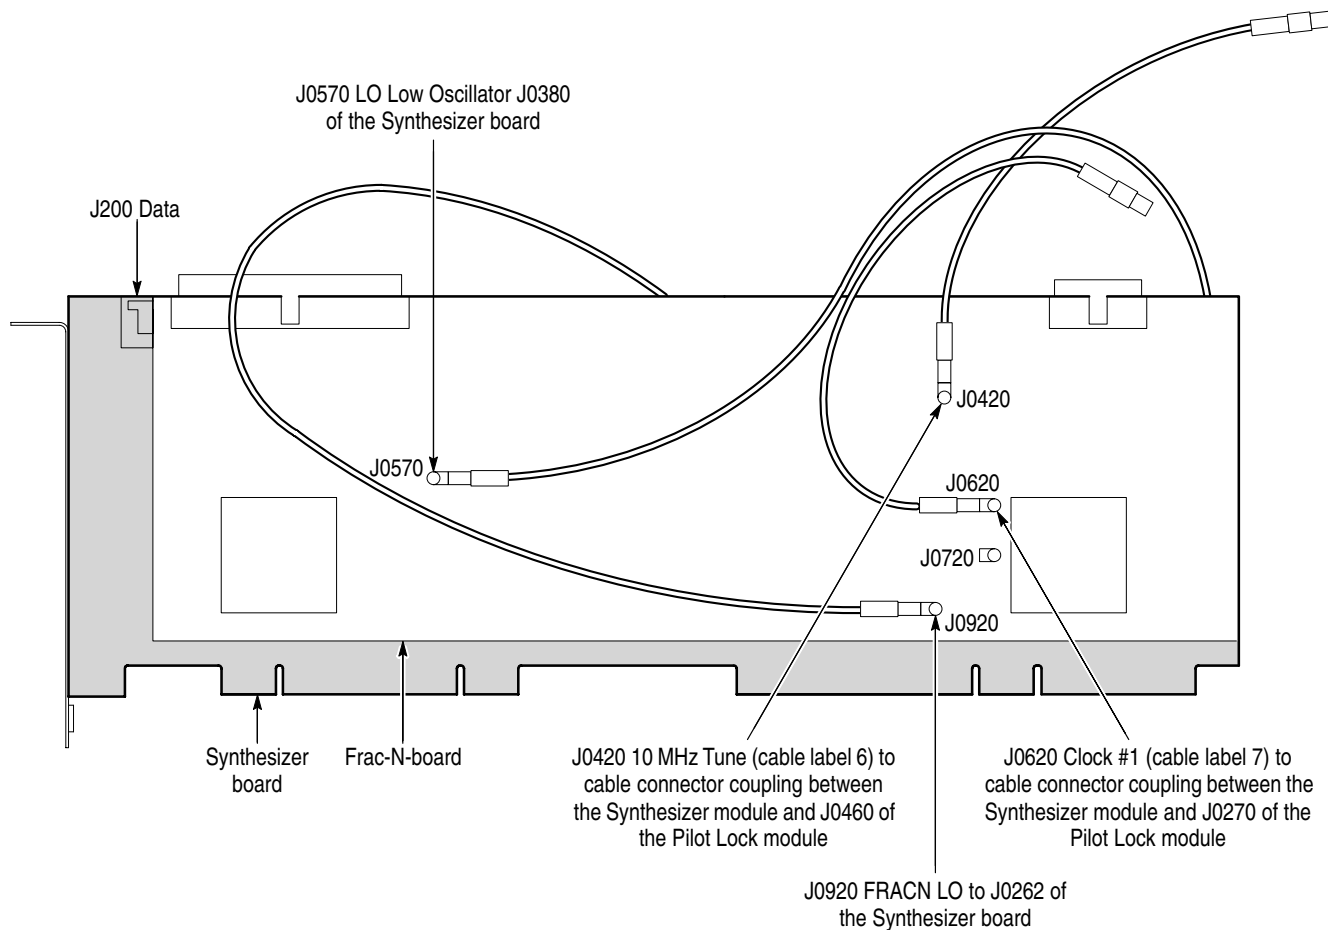 J0570 LO Low Oscillator J0380
of the Synthesizer board
J200 Data
J0420
J0570
J0620
J0720
J0920
Synthesizer
board
Frac-N-board
J0420 10 MHz Tune (cable label 6) to
cable connector coupling between
the Synthesizer module and J0460 of
the Pilot Lock module
J0620 Clock #1 (cable label 7) to
cable connector coupling between the
Synthesizer module and J0270 of the
Pilot Lock module
J0920 FRACN LO to J0262 of
the Synthesizer board